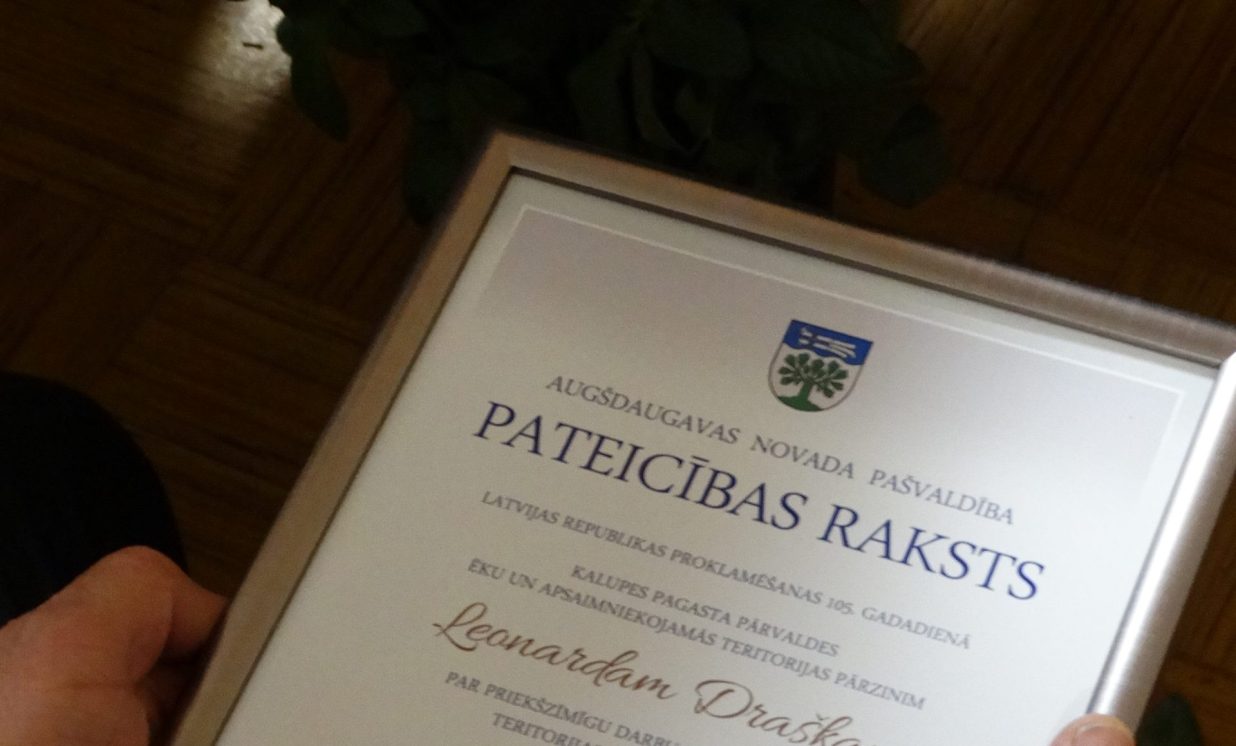 AUGŠDAUGAVAS NOVADA PAŠVALDĪBA
PATEICĪBAS RAKSTS
LATVIJAS REPUBLIKAS PROKLAMĒŠANAS 105. GADADIENĀ
KALUPES PAGASTA PĀRVALDES
ĒKU UN APSAIMNIEKOJAMĀS TERITORIJAS PĀRZINIM
Leonardam
PAR PRIEKŠZĪMĪGU